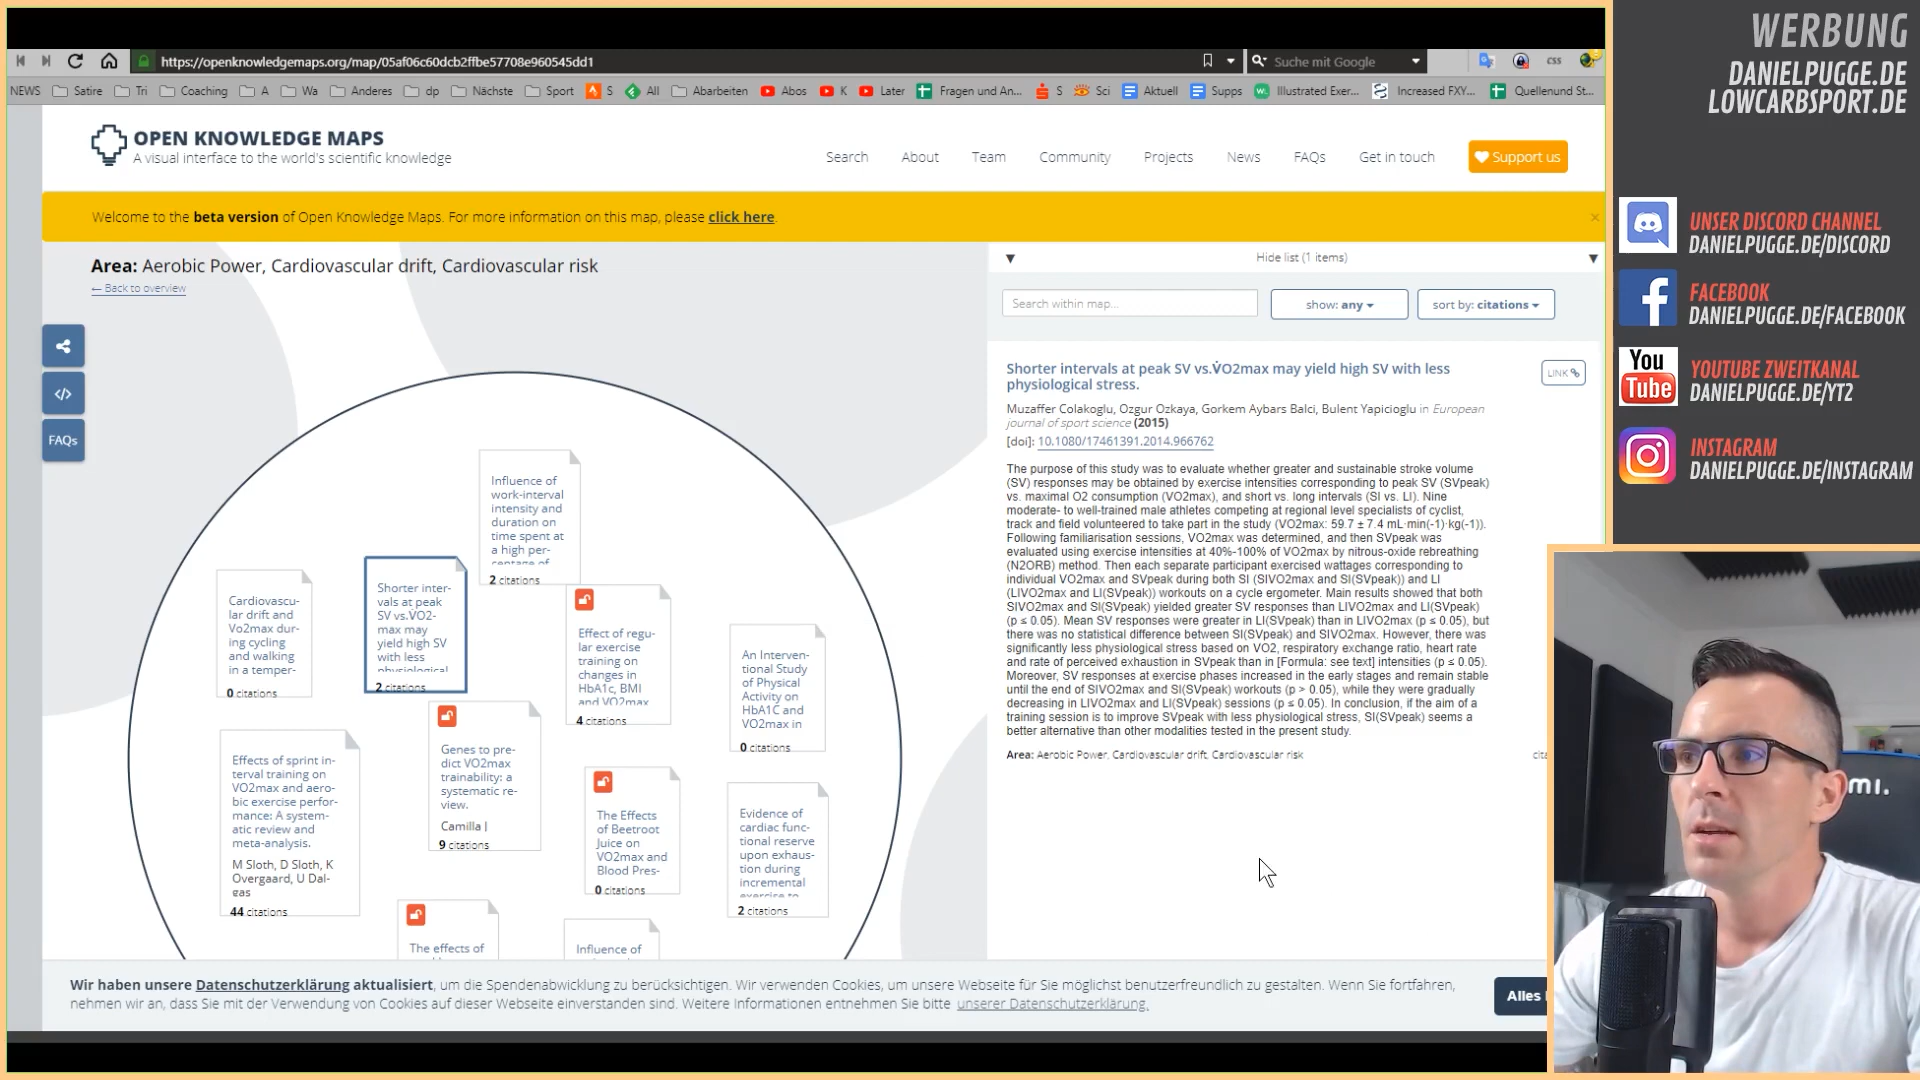 https://openknowledgemaps.org/map/05af06c60dcb2ffbe57708e960545dd1
Suche mit Google
css
NEWS
Satire
Tri
Coaching
A
Wa
Anderes
dp
Nächste
Sport
S
All
Abarbeiten
Abos
K
Later
Fragen und An...
S
Sci
Aktuell
Supps
Illustrated Exer...
Increased FXY...
Quellenund St...
OPEN KNOWLEDGE MAPS
A visual interface to the world's scientific knowledge
Search
About
Team
Community
Projects
News
FAQs
Get in touch
Support us
Welcome to the beta version of Open Knowledge Maps. For more information on this map, please click here.
Area: Aerobic Power, Cardiovascular drift, Cardiovascular risk
← Back to overview
FAQs
Influence of
work-interval
intensity and
duration on
time spent at
a high per-
centage of
2 citations
Cardiovascu-
lar drift and
Vo2max dur-
ing cycling
and walking
in a temper-
0 citations
Shorter inter-
vals at peak
SV vs.V̇O2-
max may
yield high SV
with less
physiological
2 citations
Effect of regu-
lar exercise
training on
changes in
HbA1c, BMI
and VO2max
4 citations
An Interven-
tional Study
of Physical
Activity on
HbA1C and
VO2max in
0 citations
Effects of sprint in-
terval training on
VO2max and aero-
bic exercise perfor-
mance: A system-
atic review and
meta-analysis.
M Sloth, D Sloth, K
Overgaard, U Dal-
gas
44 citations
Genes to pre-
dict VO2max
trainability: a
systematic re-
view.
Camilla J
9 citations
The Effects
of Beetroot
Juice on
VO2max and
Blood Pres-
0 citations
Evidence of
cardiac func-
tional reserve
upon exhaus-
tion during
incremental
exercise to
2 citations
The effects of
Influence of
Hide list (1 items)
Search within map...
show: any
sort by: citations
Shorter intervals at peak SV vs.V̇O2max may yield high SV with less
physiological stress.
LINK
Muzaffer Colakoglu, Ozgur Ozkaya, Gorkem Aybars Balci, Bulent Yapicioglu in European
journal of sport science (2015)
[doi]: 10.1080/17461391.2014.966762
The purpose of this study was to evaluate whether greater and sustainable stroke volume
(SV) responses may be obtained by exercise intensities corresponding to peak SV (SVpeak)
vs. maximal O2 consumption (VO2max), and short vs. long intervals (SI vs. LI). Nine
moderate- to well-trained male athletes competing at regional level specialists of cyclist,
track and field volunteered to take part in the study (VO2max: 59.7 ± 7.4 mL·min(-1)·kg(-1)).
Following familiarisation sessions, VO2max was determined, and then SVpeak was
evaluated using exercise intensities at 40%-100% of VO2max by nitrous-oxide rebreathing
(N2ORB) method. Then each separate participant exercised wattages corresponding to
individual VO2max and SVpeak during both SI (SIVO2max and SI(SVpeak)) and LI
(LIVO2max and LI(SVpeak)) workouts on a cycle ergometer. Main results showed that both
SIVO2max and SI(SVpeak) yielded greater SV responses than LIVO2max and LI(SVpeak)
(p ≤ 0.05). Mean SV responses were greater in LI(SVpeak) than in LIVO2max (p ≤ 0.05), but
there was no statistical difference between SI(SVpeak) and SIVO2max. However, there was
significantly less physiological stress based on VO2, respiratory exchange ratio, heart rate
and rate of perceived exhaustion in SVpeak than in [Formula: see text] intensities (p ≤ 0.05).
Moreover, SV responses at exercise phases increased in the early stages and remain stable
until the end of SIVO2max and SI(SVpeak) workouts (p > 0.05), while they were gradually
decreasing in LIVO2max and LI(SVpeak) sessions (p ≤ 0.05). In conclusion, if the aim of a
training session is to improve SVpeak with less physiological stress, SI(SVpeak) seems a
better alternative than other modalities tested in the present study.
Area: Aerobic Power, Cardiovascular drift, Cardiovascular risk
Wir haben unsere Datenschutzerklärung aktualisiert, um die Spendenabwicklung zu berücksichtigen. Wir verwenden Cookies, um unsere Webseite für Sie möglichst benutzerfreundlich zu gestalten. Wenn Sie fortfahren,
nehmen wir an, dass Sie mit der Verwendung von Cookies auf dieser Webseite einverstanden sind. Weitere Informationen entnehmen Sie bitte unserer Datenschutzerklärung.
Alles
WERBUNG
DANIELPUGGE.DE
LOWCARBSPORT.DE
UNSER DISCORD CHANNEL
DANIELPUGGE.DE/DISCORD
FACEBOOK
DANIELPUGGE.DE/FACEBOOK
You
Tube
YOUTUBE ZWEITKANAL
DANIELPUGGE.DE/YT2
INSTAGRAM
DANIELPUGGE.DE/INSTAGRAM
mi.